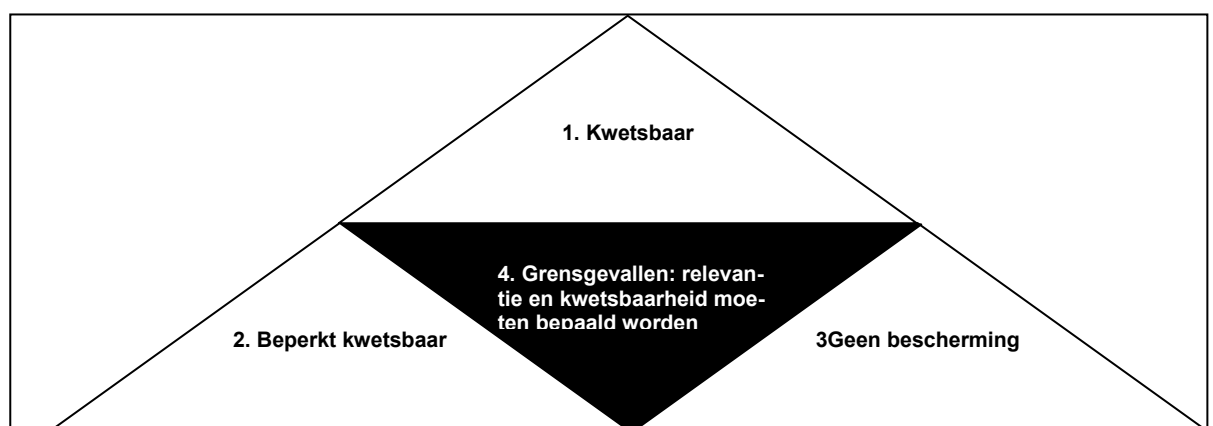 1. Kwetsbaar
4. Grensgevallen: relevan-
tie en kwetsbaarheid moe-
ten bepaald worden
2. Beperkt kwetsbaar
3Geen bescherming